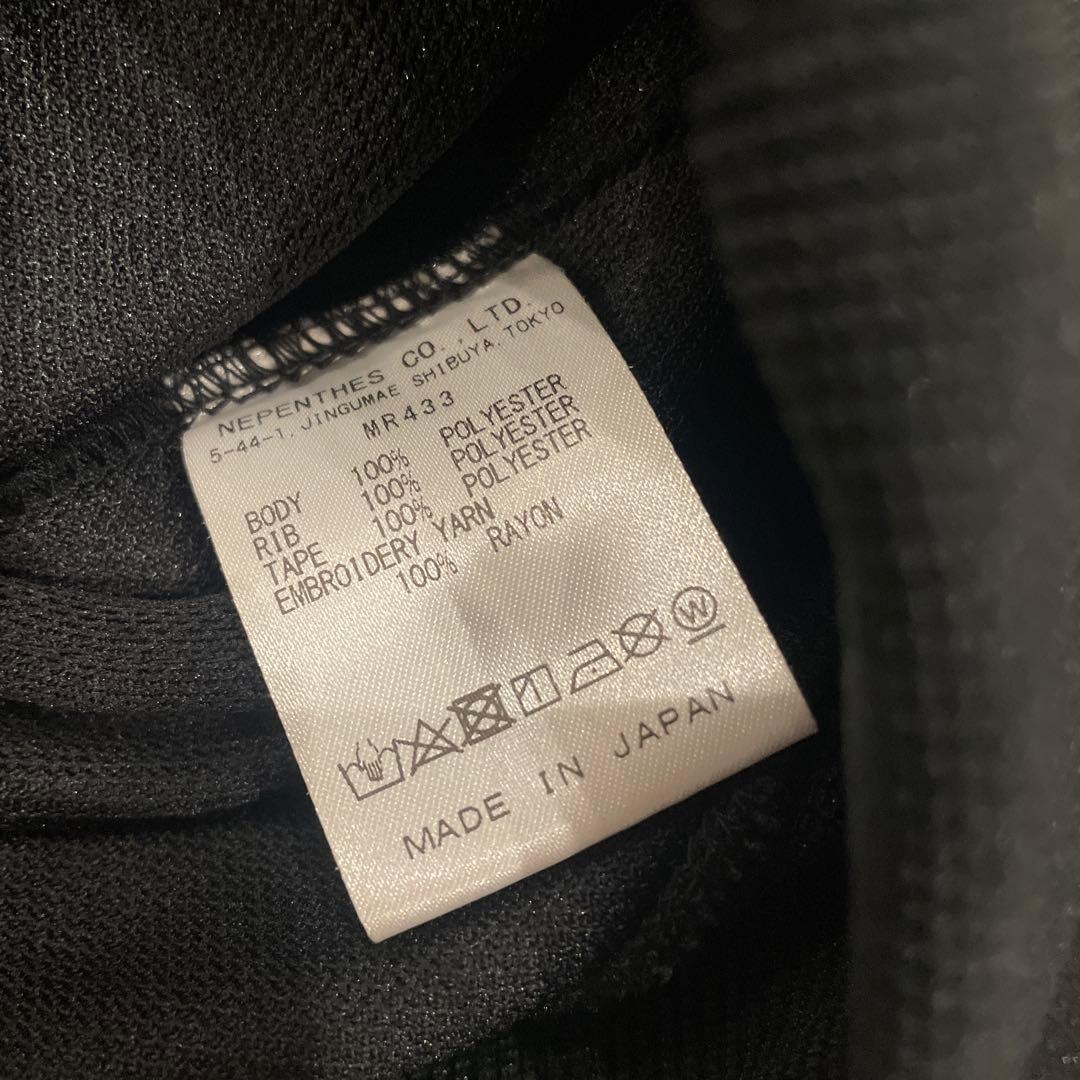 NEPENTHES CO.,LTD.
5-44-1, JINGUMAE SHIBUYA, TOKYO
MR433
BODY 100% POLYESTER
RIB 100% POLYESTER
TAPE 100% POLYESTER
EMBROIDERY YARN
100% RAYON
W
MADE IN JAPAN